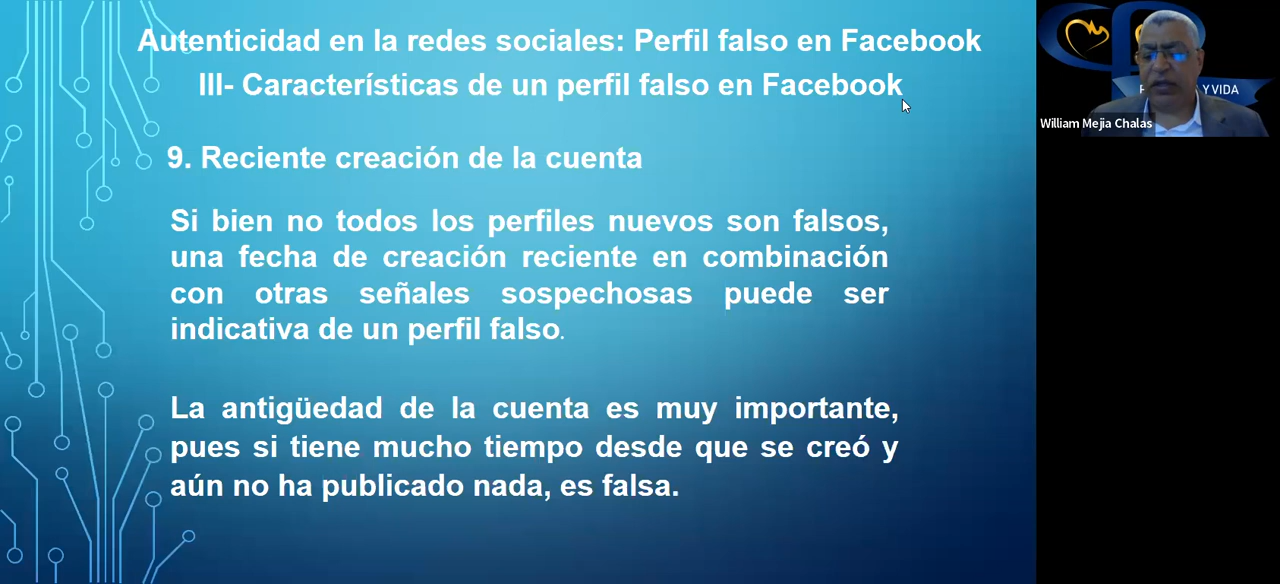 Autenticidad en la redes sociales: Perfil falso en Facebook
III- Características de un perfil falso en Facebook
9. Reciente creación de la cuenta
Si bien no todos los perfiles nuevos son falsos,
una fecha de creación reciente en combinación
con otras señales sospechosas puede ser
indicativa de un perfil falso.
La antigüedad de la cuenta es muy importante,
pues si tiene mucho tiempo desde que se creó y
aún no ha publicado nada, es falsa.
Y VIDA
William Mejia Chalas